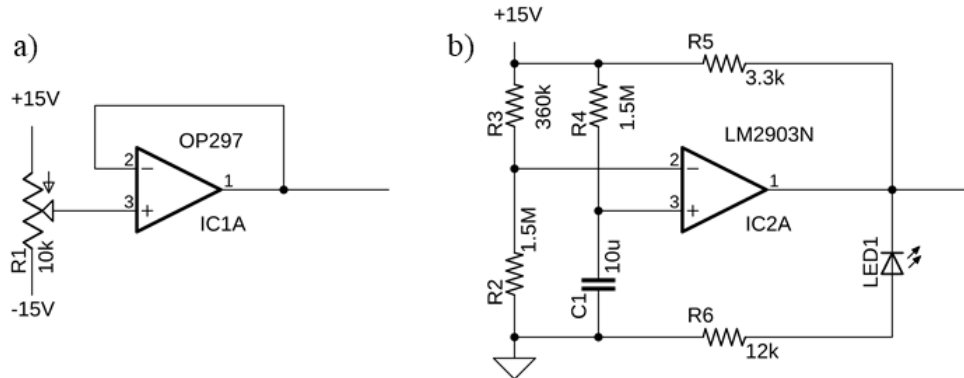 a)
+15V
R1
10k
-15V
OP297
2
−
3
+
1
IC1A
b)
+15V
R5
3.3k
R3
360k
R4
1.5M
LM2903N
2
−
3
+
1
IC2A
R2
1.5M
C1
10u
LED1
R6
12k